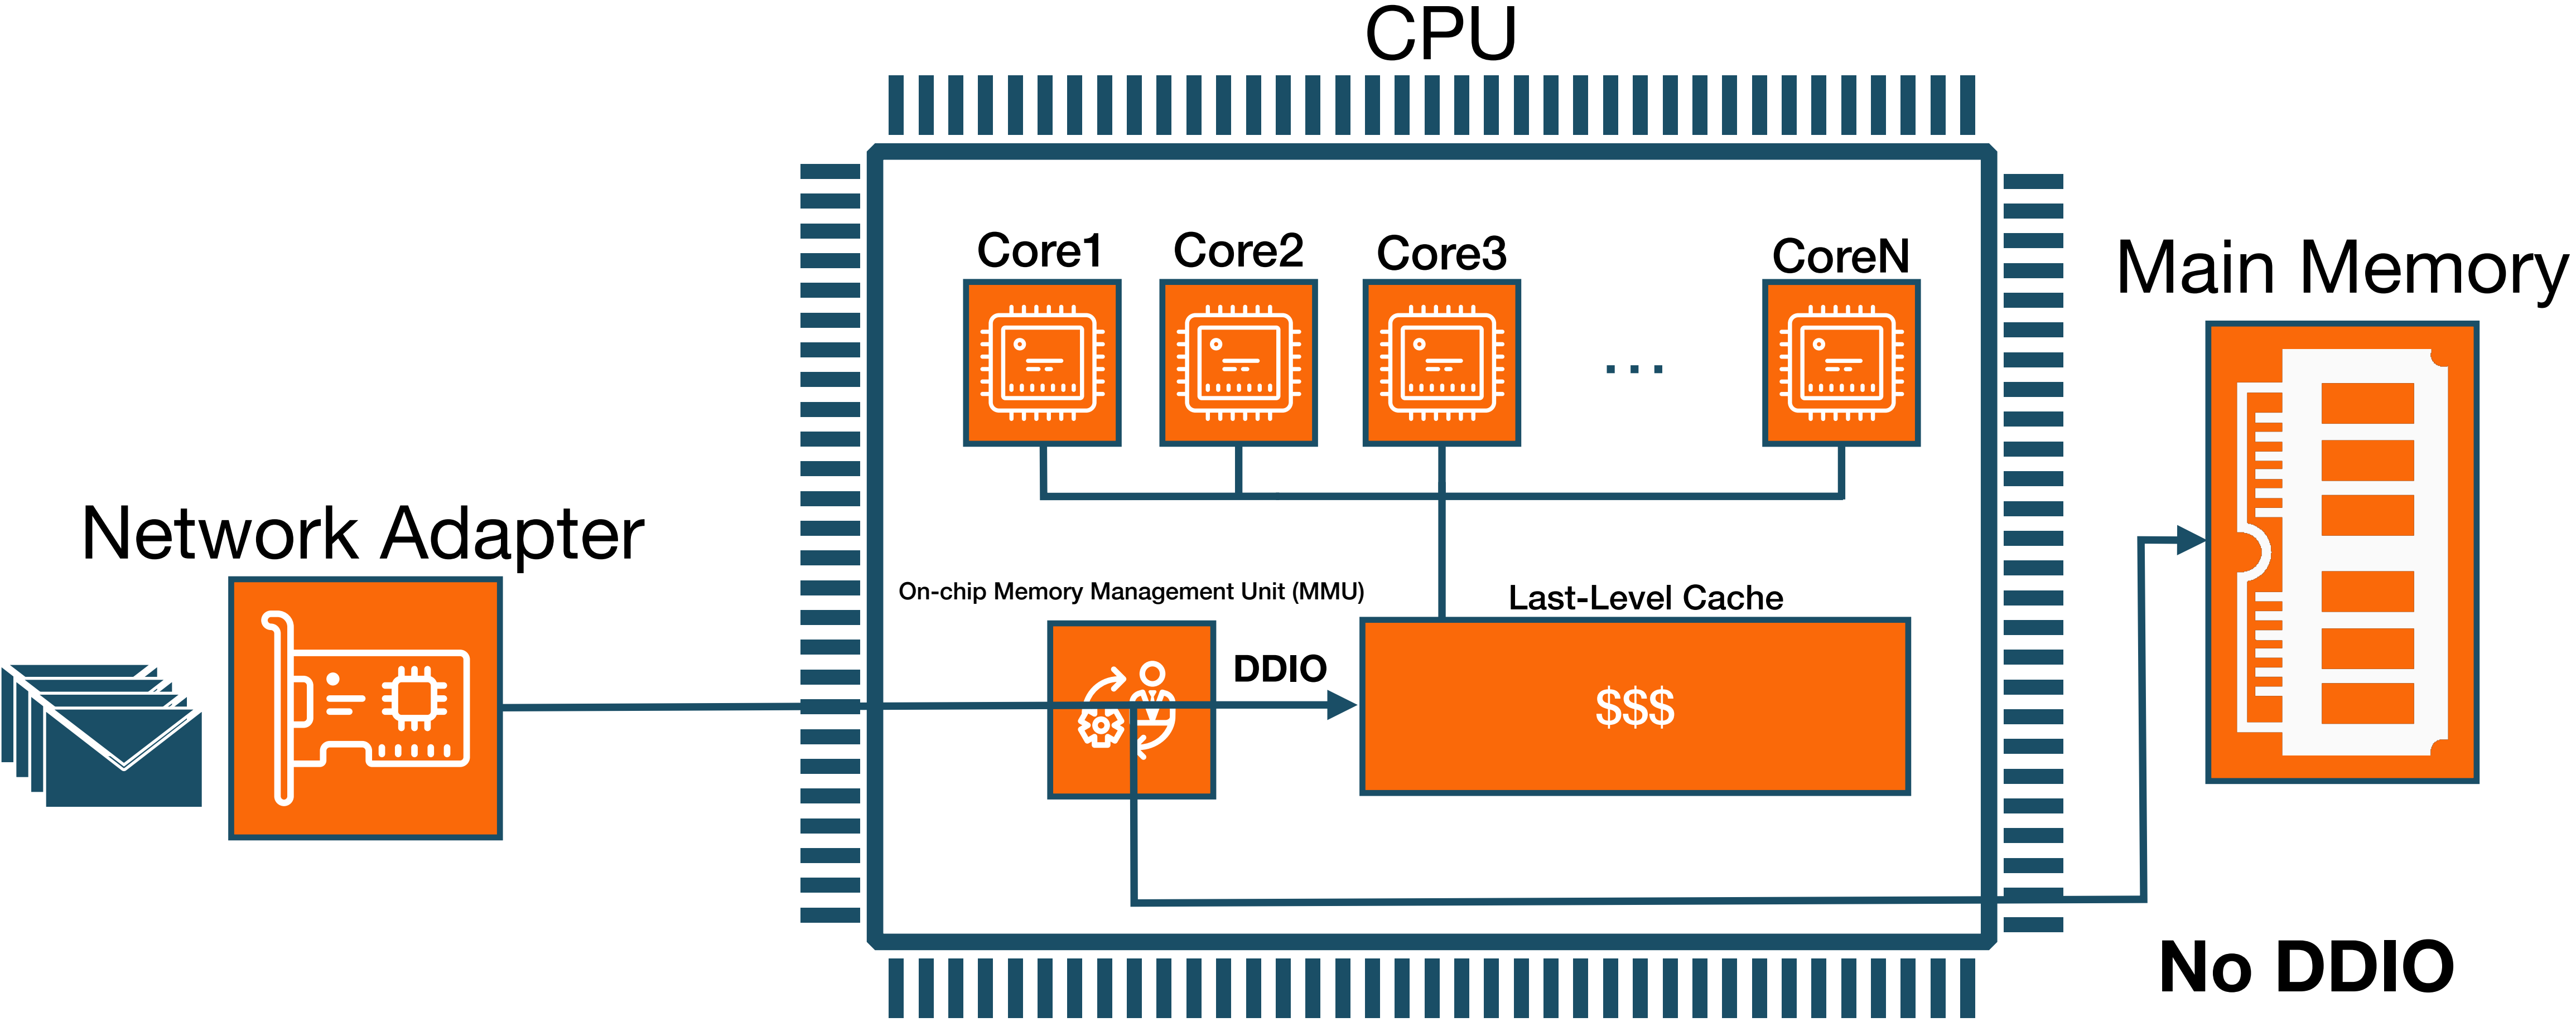 CPU
Core1
Core2
Core3
...
CoreN
Main Memory
Network Adapter
On-chip Memory Management Unit (MMU)
Last-Level Cache
DDIO
$$$
No DDIO